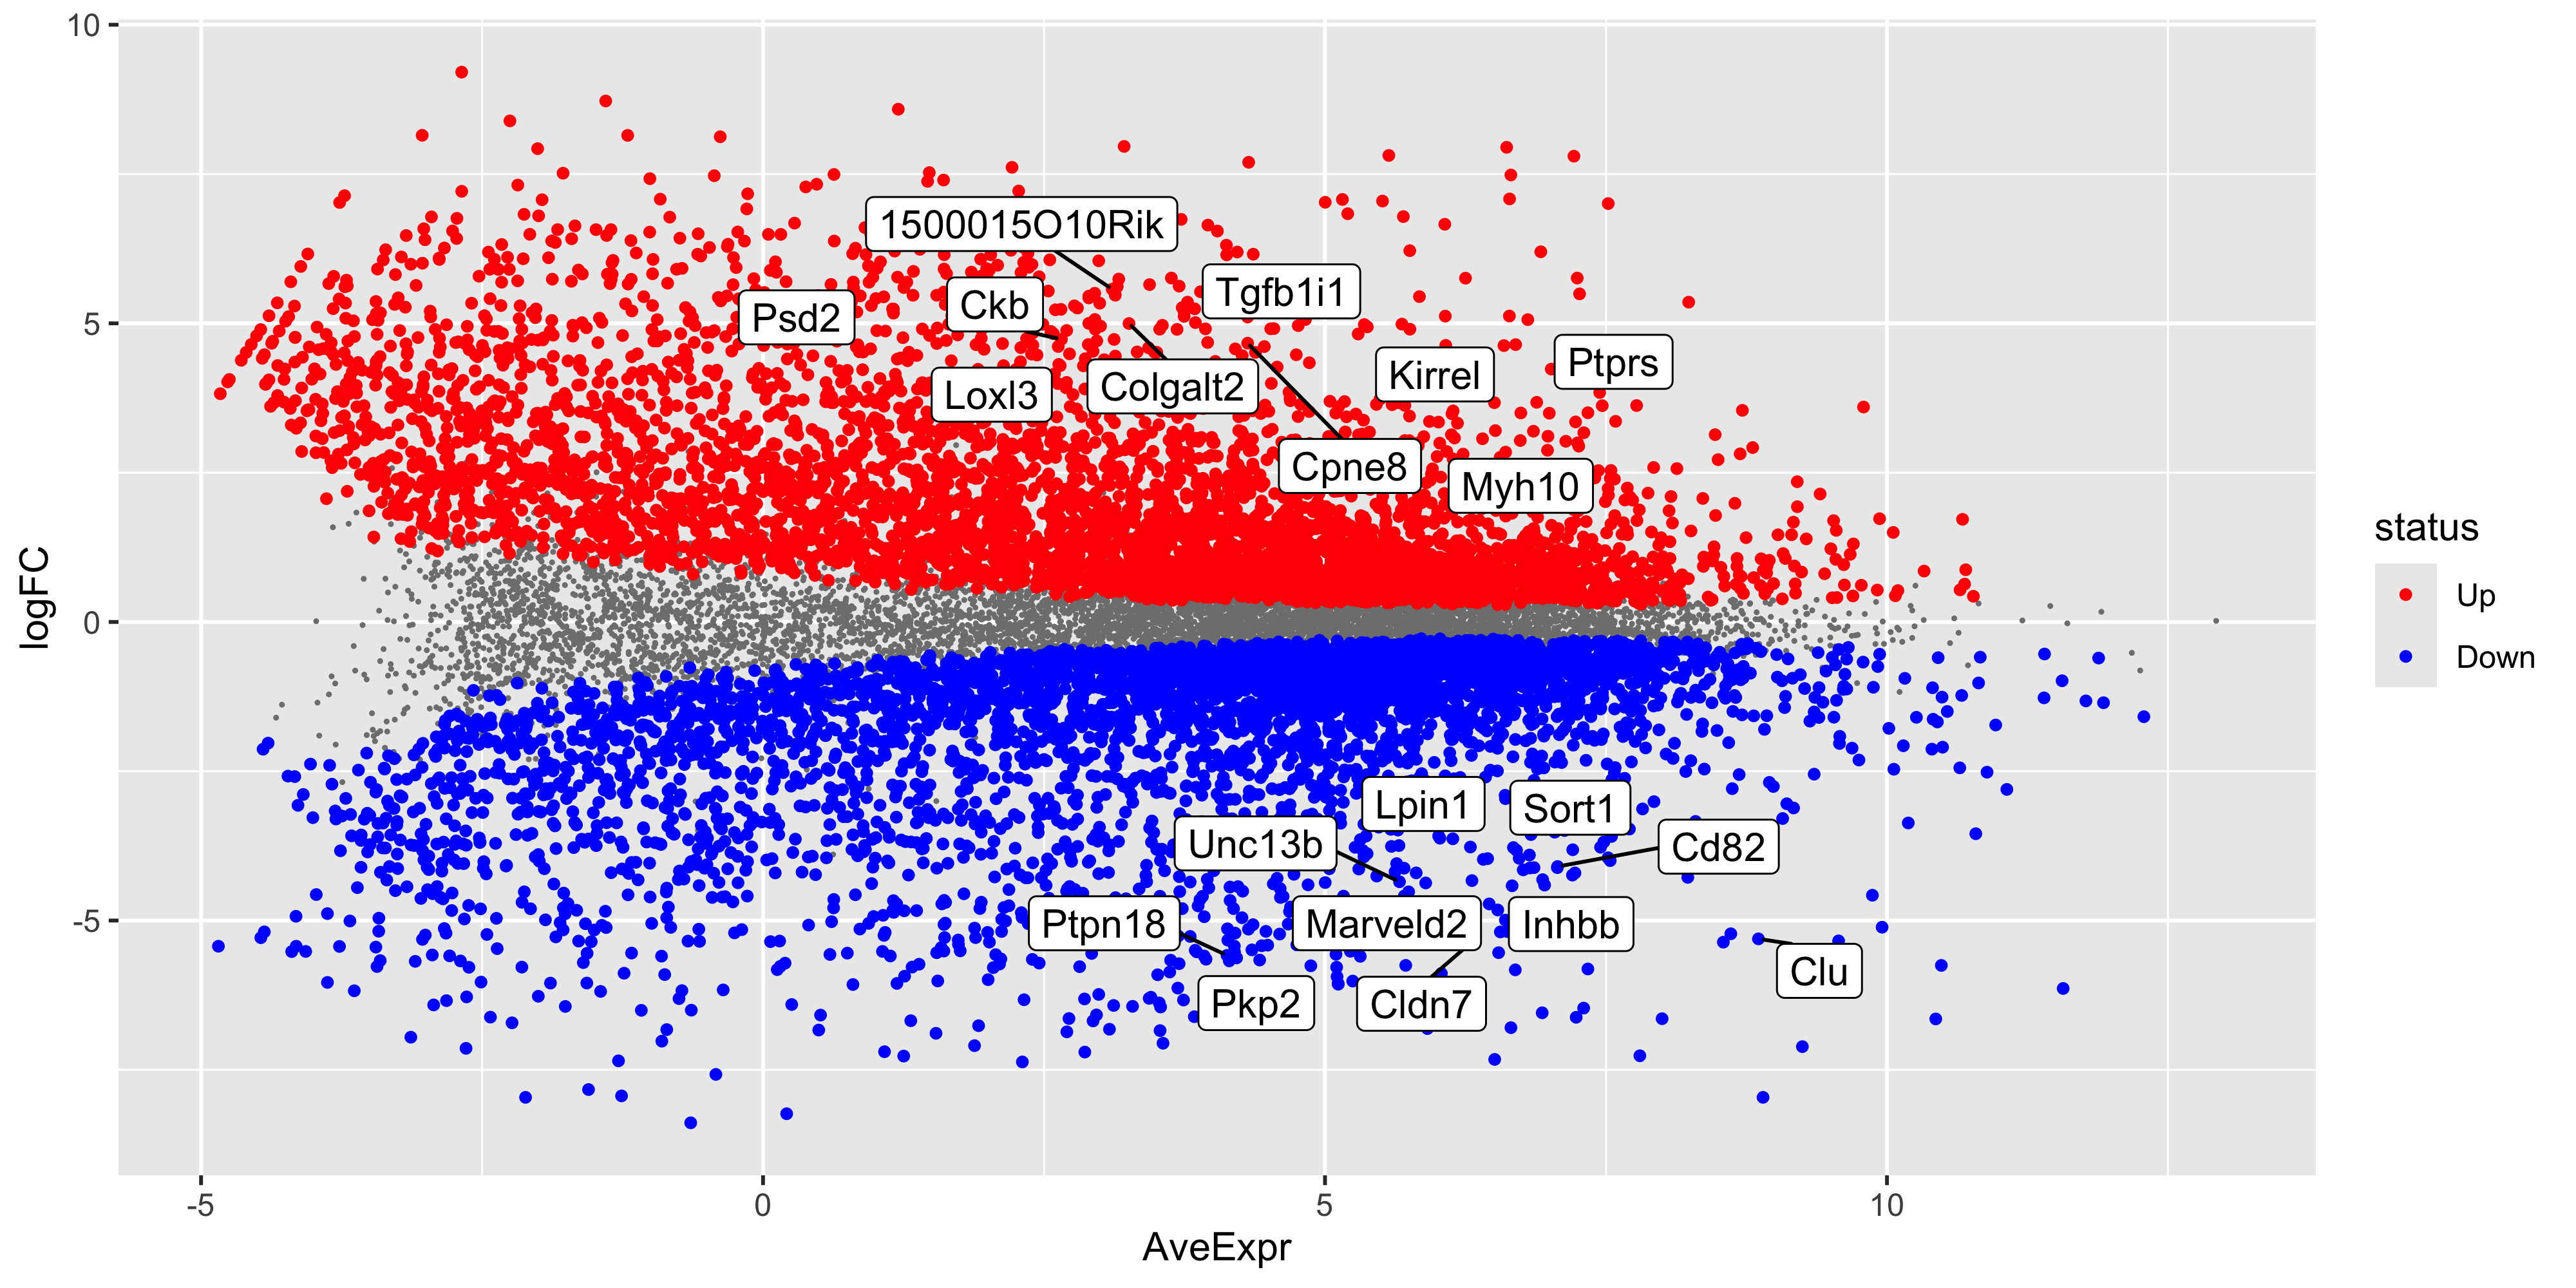 10
5
0
-5
logFC
-5
0
5
10
AveExpr
1500015O10Rik
Psd2
Ckb
Tgfb1i1
Loxl3
Colgalt2
Kirrel
Ptprs
Cpne8
Myh10
Lpin1
Sort1
Unc13b
Cd82
Ptpn18
Marveld2
Inhbb
Clu
Pkp2
Cldn7
status
Up
Down